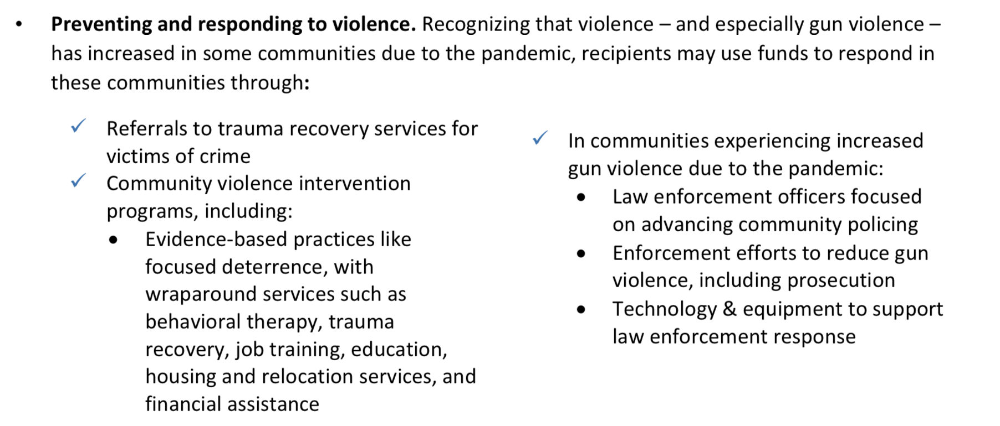 • Preventing and responding to violence. Recognizing that violence – and especially gun violence –
has increased in some communities due to the pandemic, recipients may use funds to respond in
these communities through:
✓ Referrals to trauma recovery services for
victims of crime
✓ Community violence intervention
programs, including:
• Evidence-based practices like
focused deterrence, with
wraparound services such as
behavioral therapy, trauma
recovery, job training, education,
housing and relocation services, and
financial assistance
✓ In communities experiencing increased
gun violence due to the pandemic:
• Law enforcement officers focused
on advancing community policing
• Enforcement efforts to reduce gun
violence, including prosecution
• Technology & equipment to support
law enforcement response